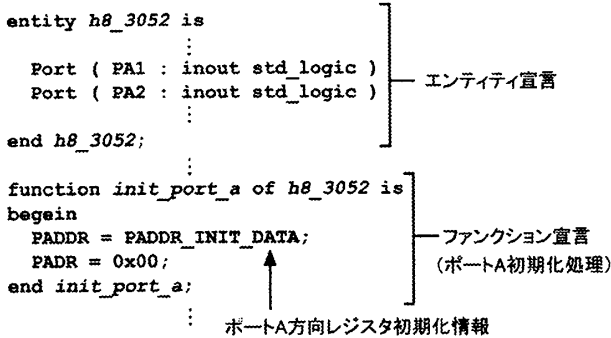 entity h8_3052 is
Port ( PA1 : inout std_logic )
Port ( PA2 : inout std_logic )
エンティティ宣言
end h8_3052;
function init_port_a of h8_3052 is
begein
PADDR = PADDR_INIT_DATA;
PADR = 0x00;
end init_port_a;
ファンクション宣言
(ポートA初期化処理)
ポートA方向レジスタ初期化情報